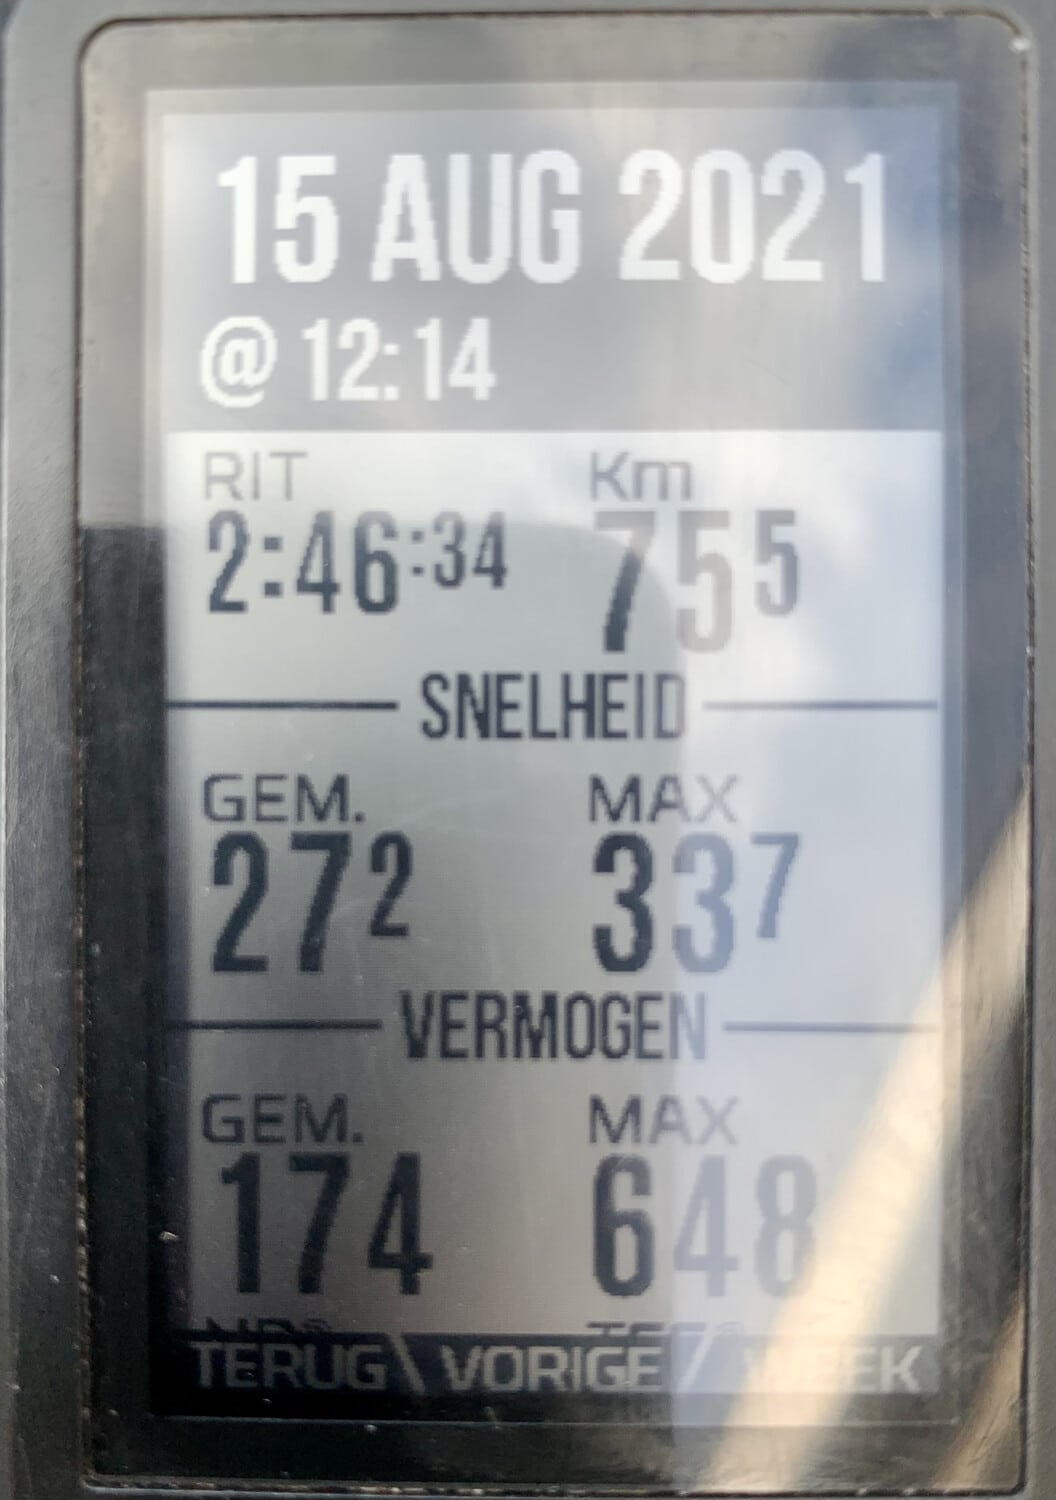 15 AUG 2021
@ 12:14
RIT Km
2:46:34 75⁵
SNELHEID
GEM. MAX
27² 33⁷
VERMOGEN
GEM. MAX
174 648
TERUG \ VORIGE / WEEK